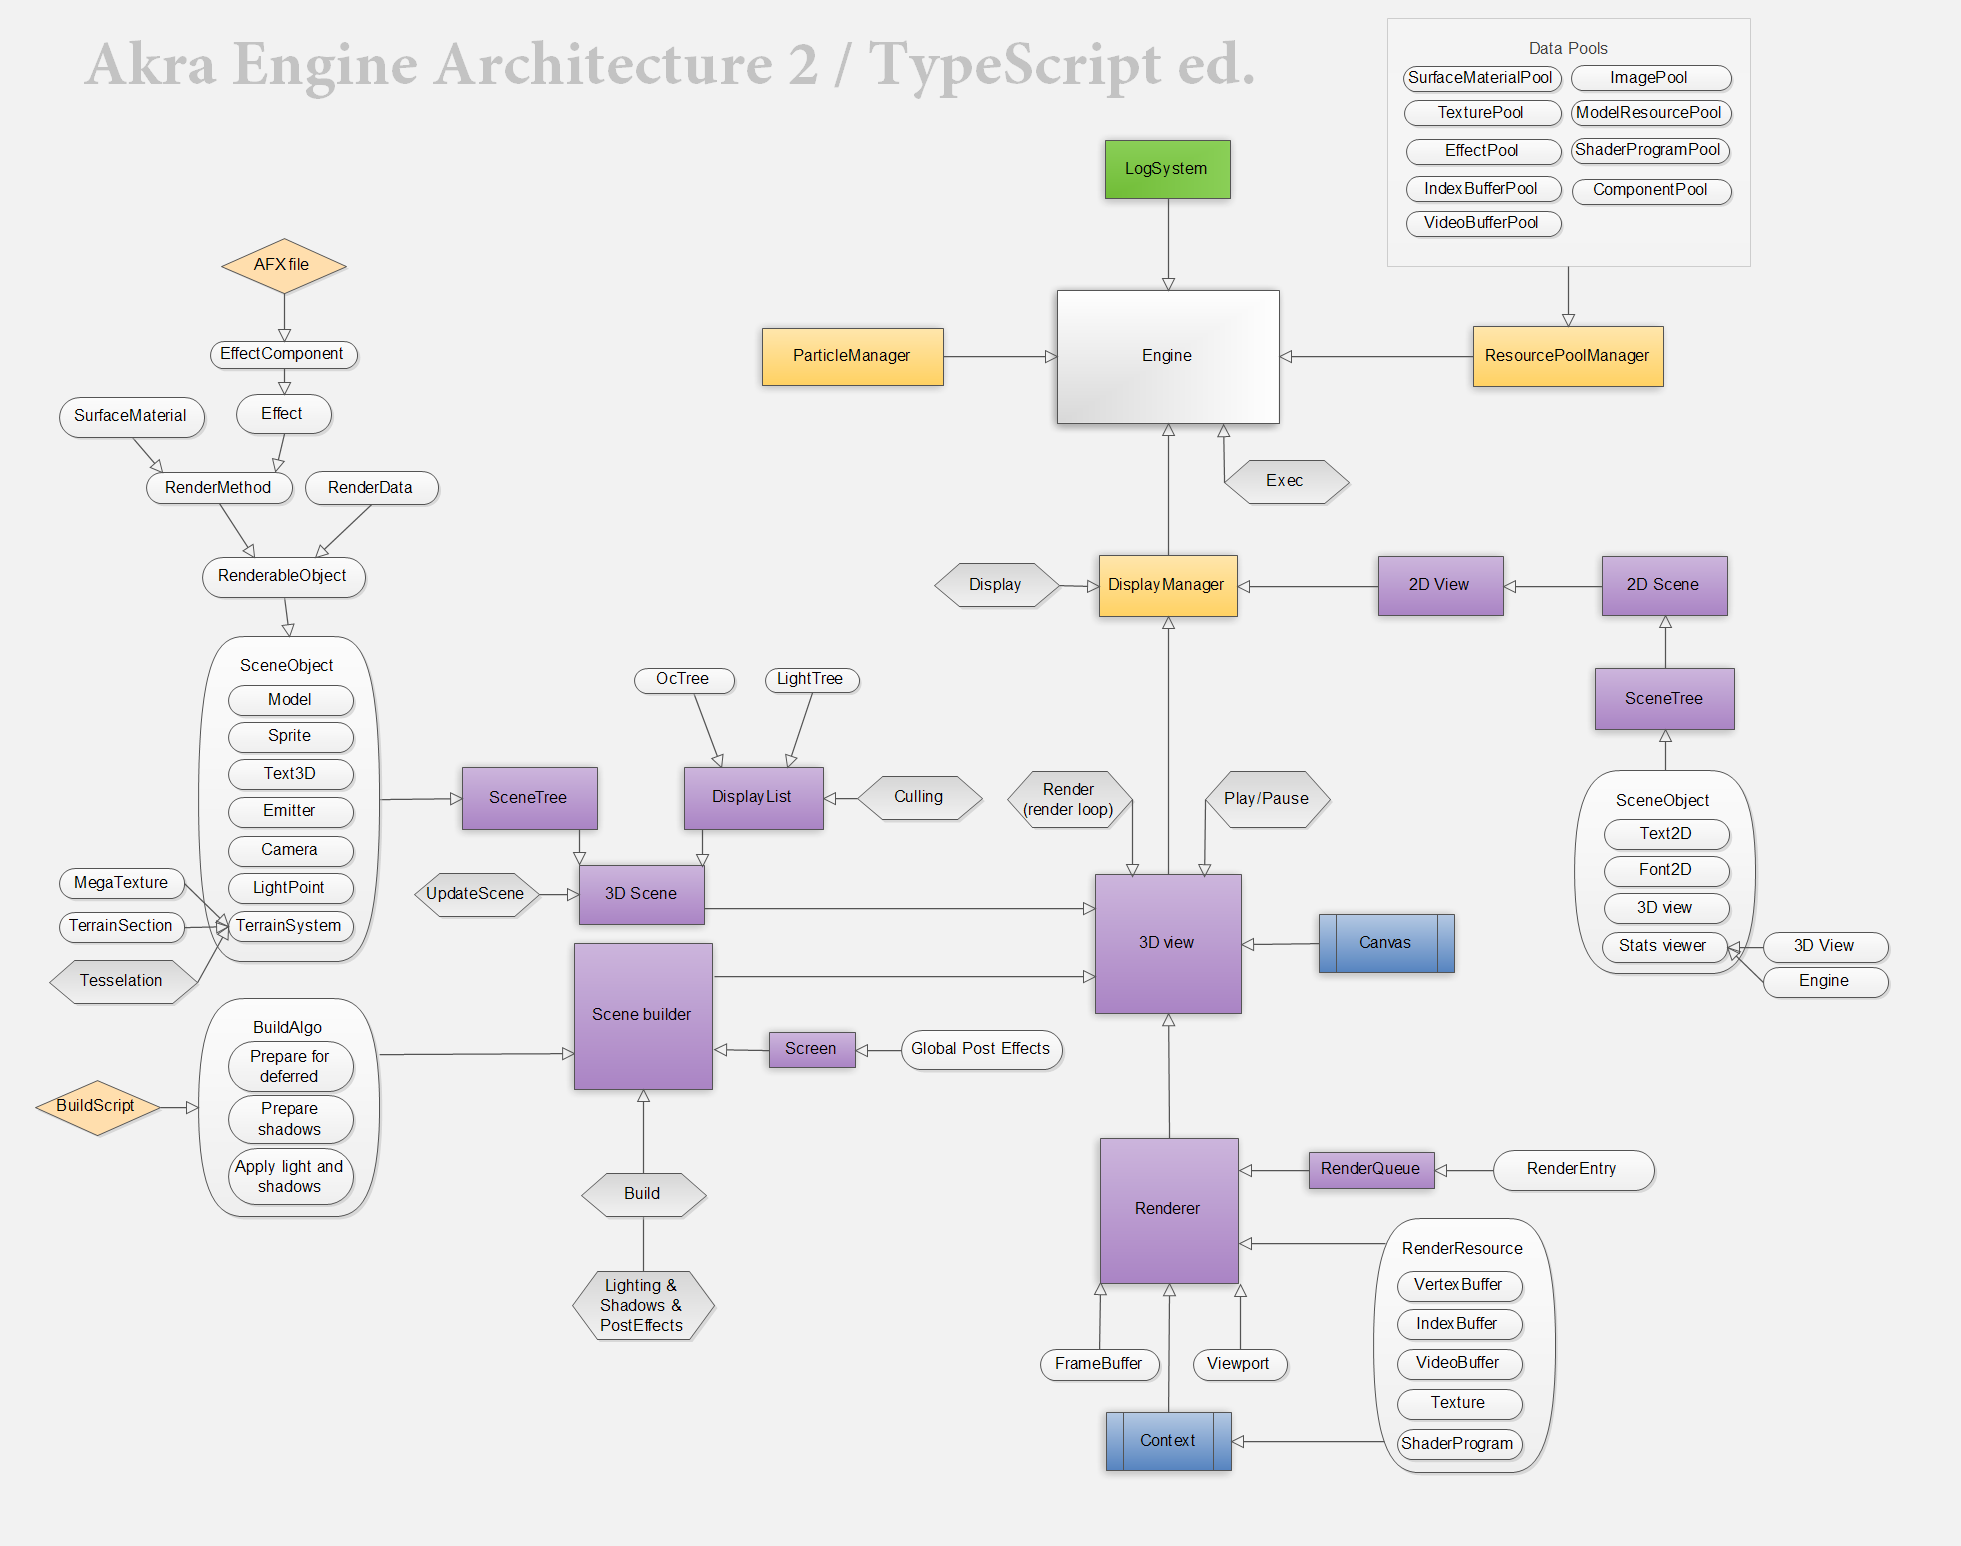 Akra Engine Architecture 2 / TypeScript ed.
Data Pools
SurfaceMaterialPool
ImagePool
TexturePool
ModelResourcePool
EffectPool
ShaderProgramPool
IndexBufferPool
ComponentPool
VideoBufferPool
LogSystem
AFX file
EffectComponent
SurfaceMaterial
Effect
RenderMethod
RenderData
RenderableObject
ParticleManager
Engine
ResourcePoolManager
Exec
Display
DisplayManager
2D View
2D Scene
SceneTree
SceneObject
Text2D
Font2D
3D view
Stats viewer
3D View
Engine
SceneObject
Model
Sprite
Text3D
Emitter
Camera
LightPoint
TerrainSystem
MegaTexture
TerrainSection
Tesselation
OcTree
LightTree
SceneTree
DisplayList
Culling
UpdateScene
3D Scene
Render
(render loop)
Play/Pause
3D view
Canvas
Scene builder
Screen
Global Post Effects
BuildAlgo
Prepare for
deferred
Prepare
shadows
Apply light and
shadows
BuildScript
Build
Lighting &
Shadows &
PostEffects
Renderer
RenderQueue
RenderEntry
RenderResource
VertexBuffer
IndexBuffer
VideoBuffer
Texture
ShaderProgram
FrameBuffer
Viewport
Context